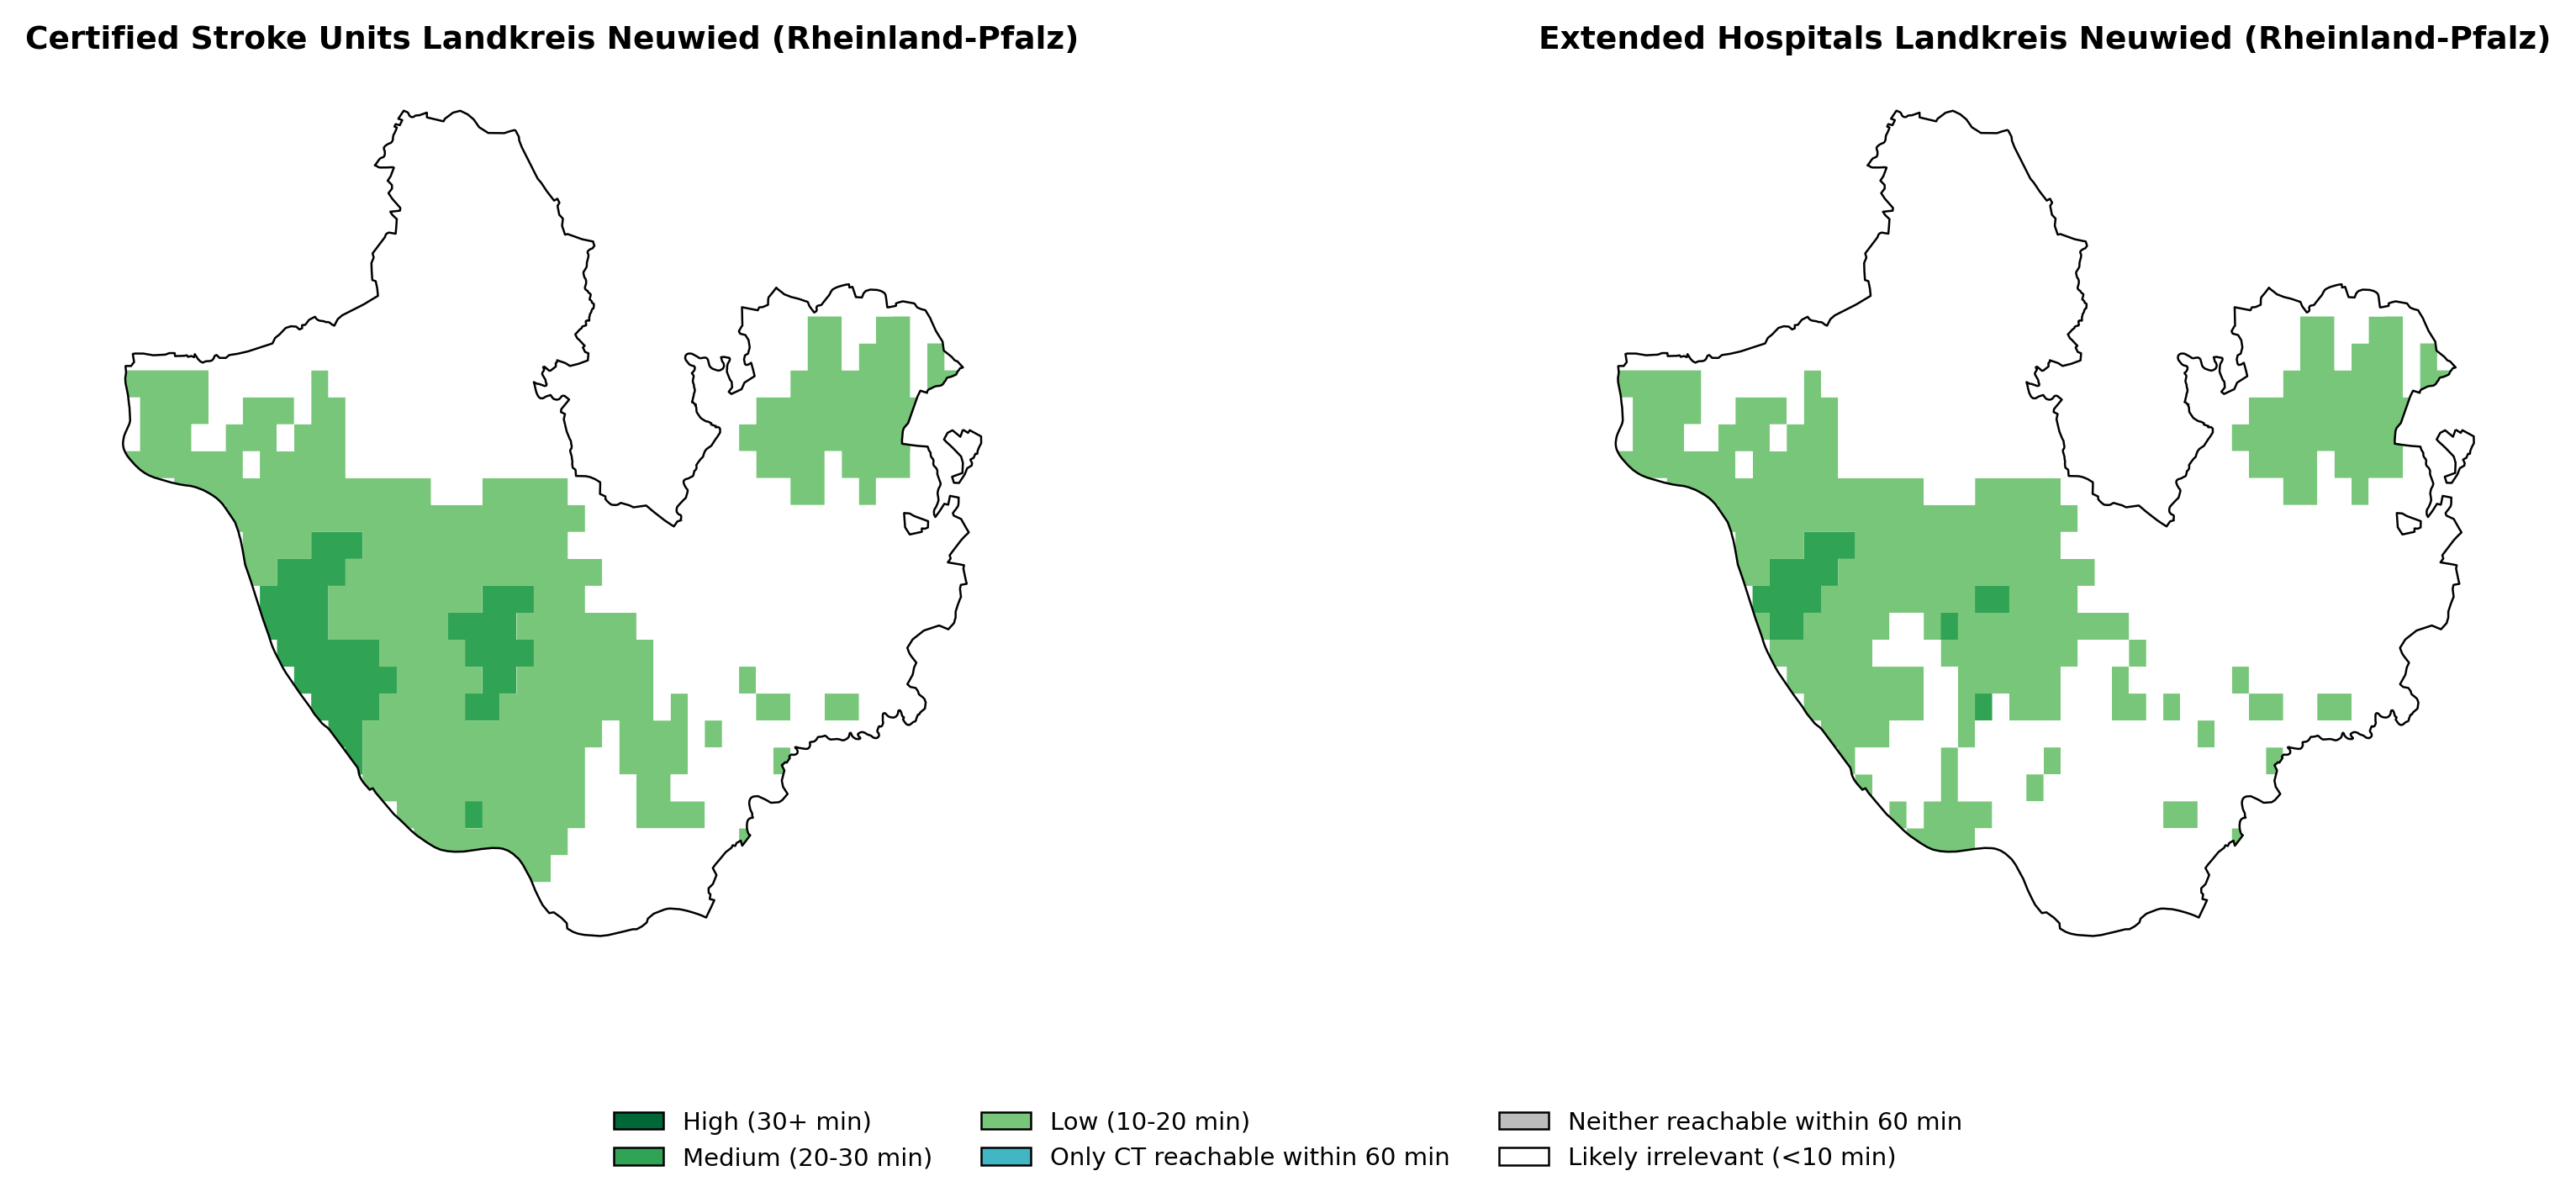 Certified Stroke Units Landkreis Neuwied (Rheinland-Pfalz)
Extended Hospitals Landkreis Neuwied (Rheinland-Pfalz)
High (30+ min)
Medium (20-30 min)
Low (10-20 min)
Only CT reachable within 60 min
Neither reachable within 60 min
Likely irrelevant (<10 min)